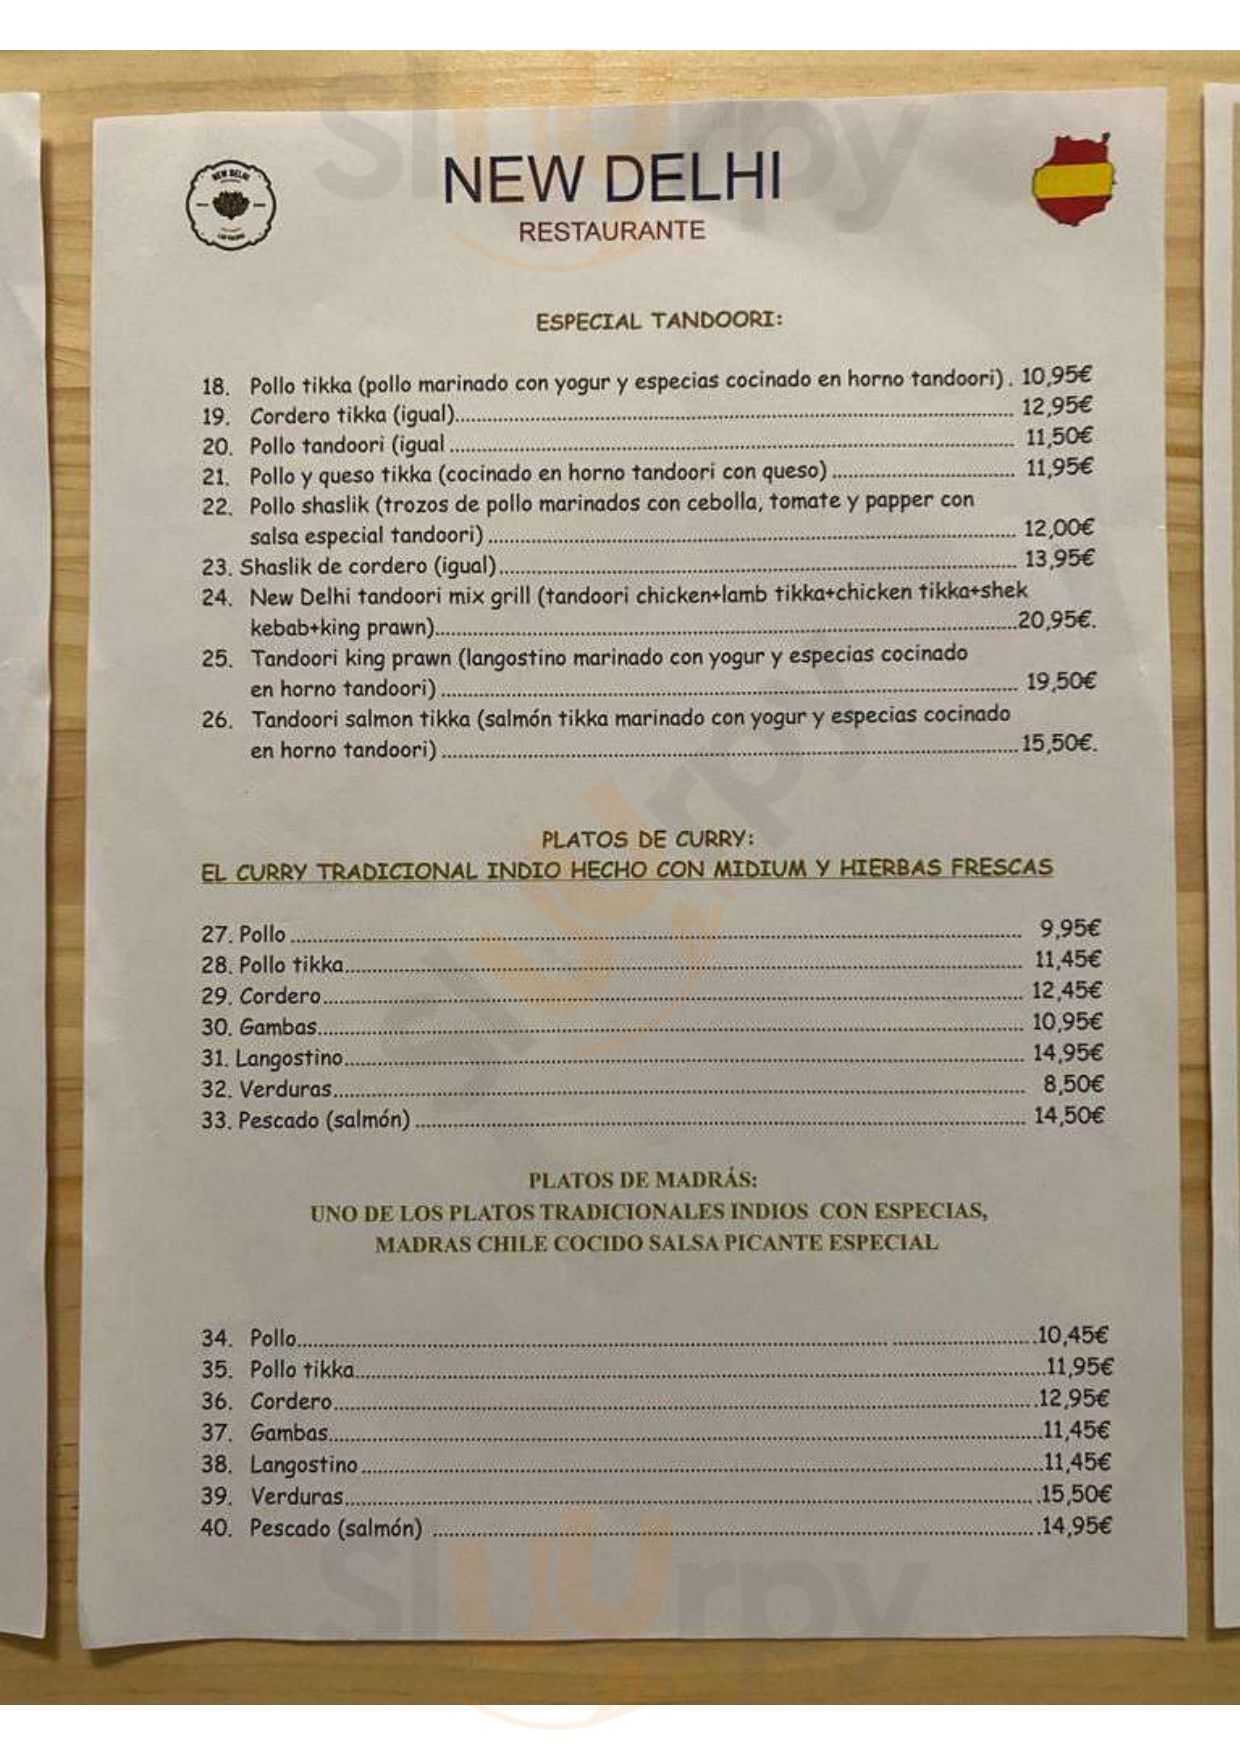 NEW DELHI
NEW DELHI
RESTAURANTE
ESPECIAL TANDOORI:
18. Pollo tikka (pollo marinado con yogur y especias cocinado en horno tandoori) . 10,95€
19. Cordero tikka (igual)........ 12,95€
20. Pollo tandoori (igual ........ 11,50€
21. Pollo y queso tikka (cocinado en horno tandoori con queso) ........ 11,95€
22. Pollo shaslik (trozos de pollo marinados con cebolla, tomate y papper con
salsa especial tandoori) ........ 12,00€
23. Shaslik de cordero (igual)........ 13,95€
24. New Delhi tandoori mix grill (tandoori chicken+lamb tikka+chicken tikka+shek
kebab+king prawn)........20,95€.
25. Tandoori king prawn (langostino marinado con yogur y especias cocinado
en horno tandoori) ........ 19,50€
26. Tandoori salmon tikka (salmón tikka marinado con yogur y especias cocinado
en horno tandoori) ........ 15,50€.
PLATOS DE CURRY:
EL CURRY TRADICIONAL INDIO HECHO CON MIDIUM Y HIERBAS FRESCAS
27. Pollo ........ 9,95€
28. Pollo tikka........ 11,45€
29. Cordero........ 12,45€
30. Gambas........ 10,95€
31. Langostino........ 14,95€
32. Verduras........ 8,50€
33. Pescado (salmón) ........ 14,50€
PLATOS DE MADRÁS:
UNO DE LOS PLATOS TRADICIONALES INDIOS CON ESPECIAS,
MADRAS CHILE COCIDO SALSA PICANTE ESPECIAL
34. Pollo........10,45€
35. Pollo tikka........11,95€
36. Cordero........12,95€
37. Gambas........11,45€
38. Langostino ........11,45€
39. Verduras........15,50€
40. Pescado (salmón) ........14,95€
sluurpy
sluurpy
sluurpy